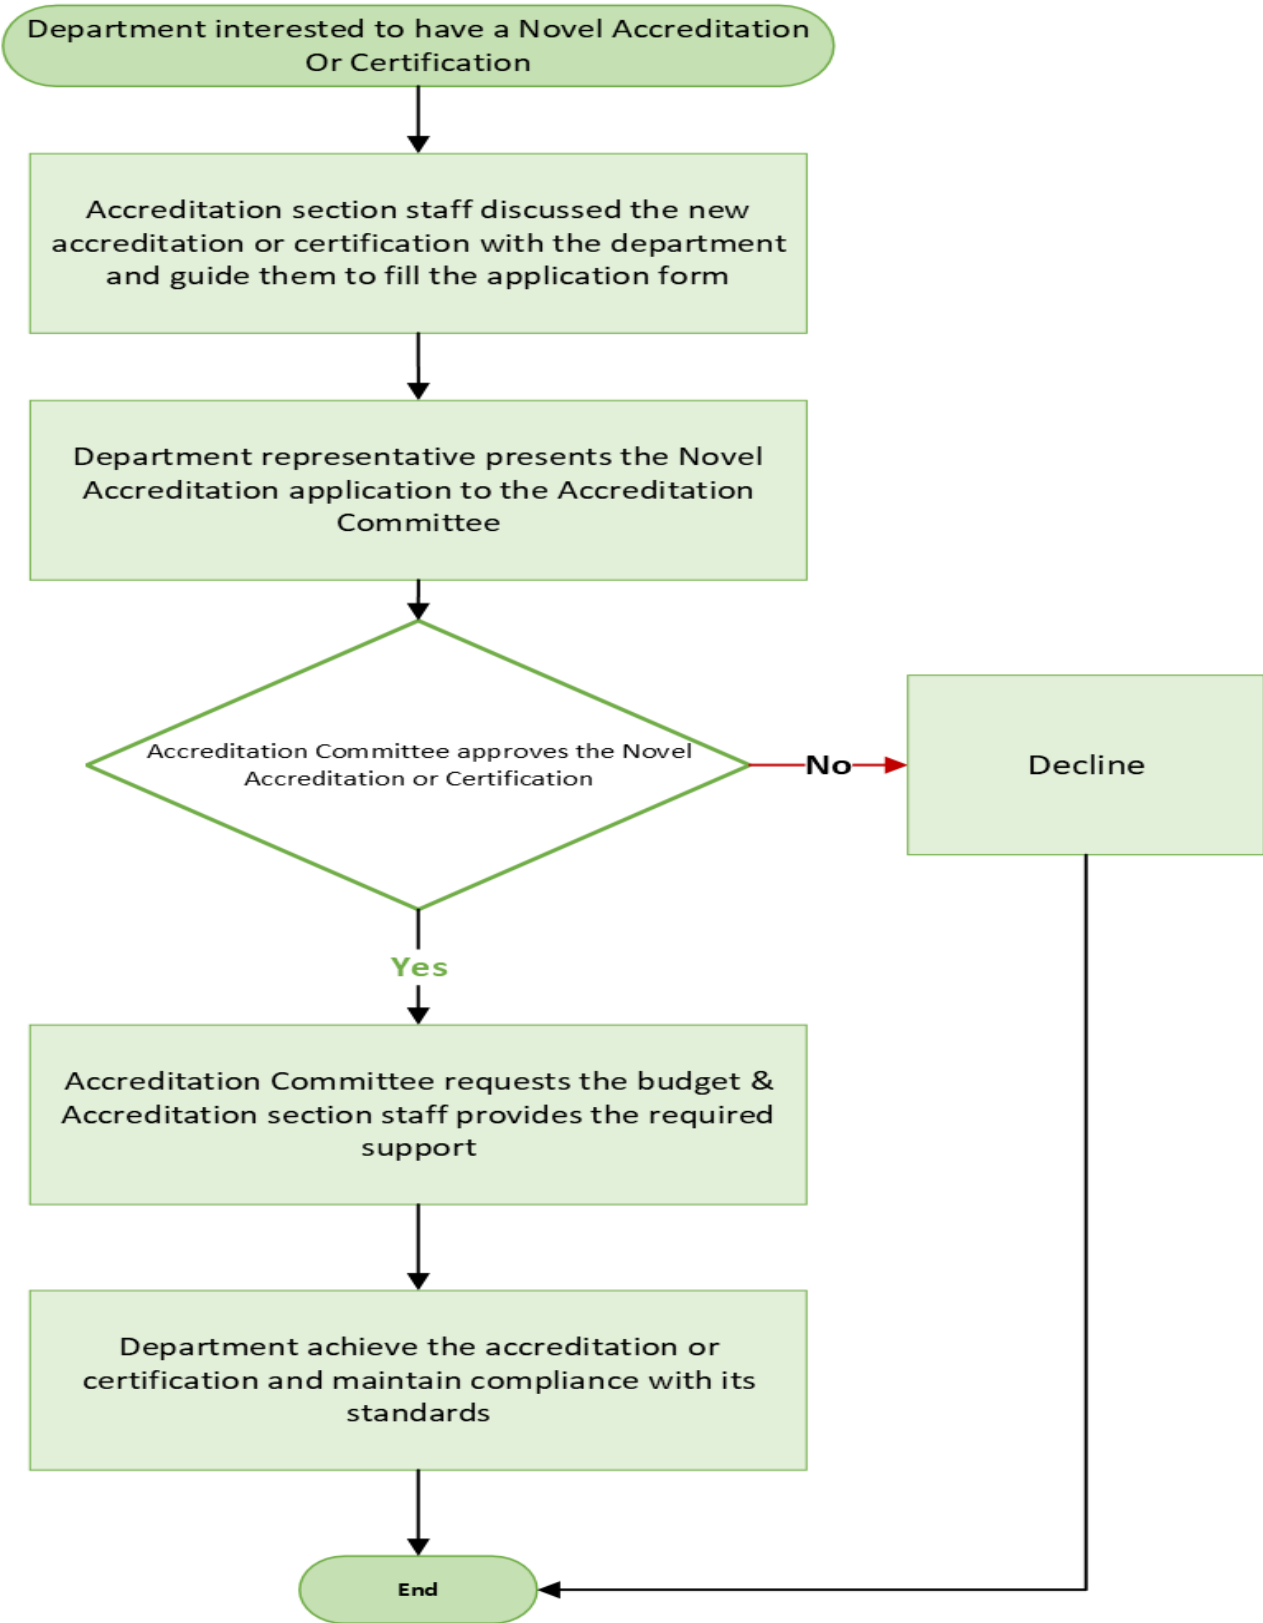 Department interested to have a Novel Accreditation
Or Certification
Accreditation section staff discussed the new
accreditation or certification with the department
and guide them to fill the application form
Department representative presents the Novel
Accreditation application to the Accreditation
Committee
Accreditation Committee approves the Novel
Accreditation or Certification
No
Decline
Yes
Accreditation Committee requests the budget &
Accreditation section staff provides the required
support
Department achieve the accreditation or
certification and maintain compliance with its
standards
End